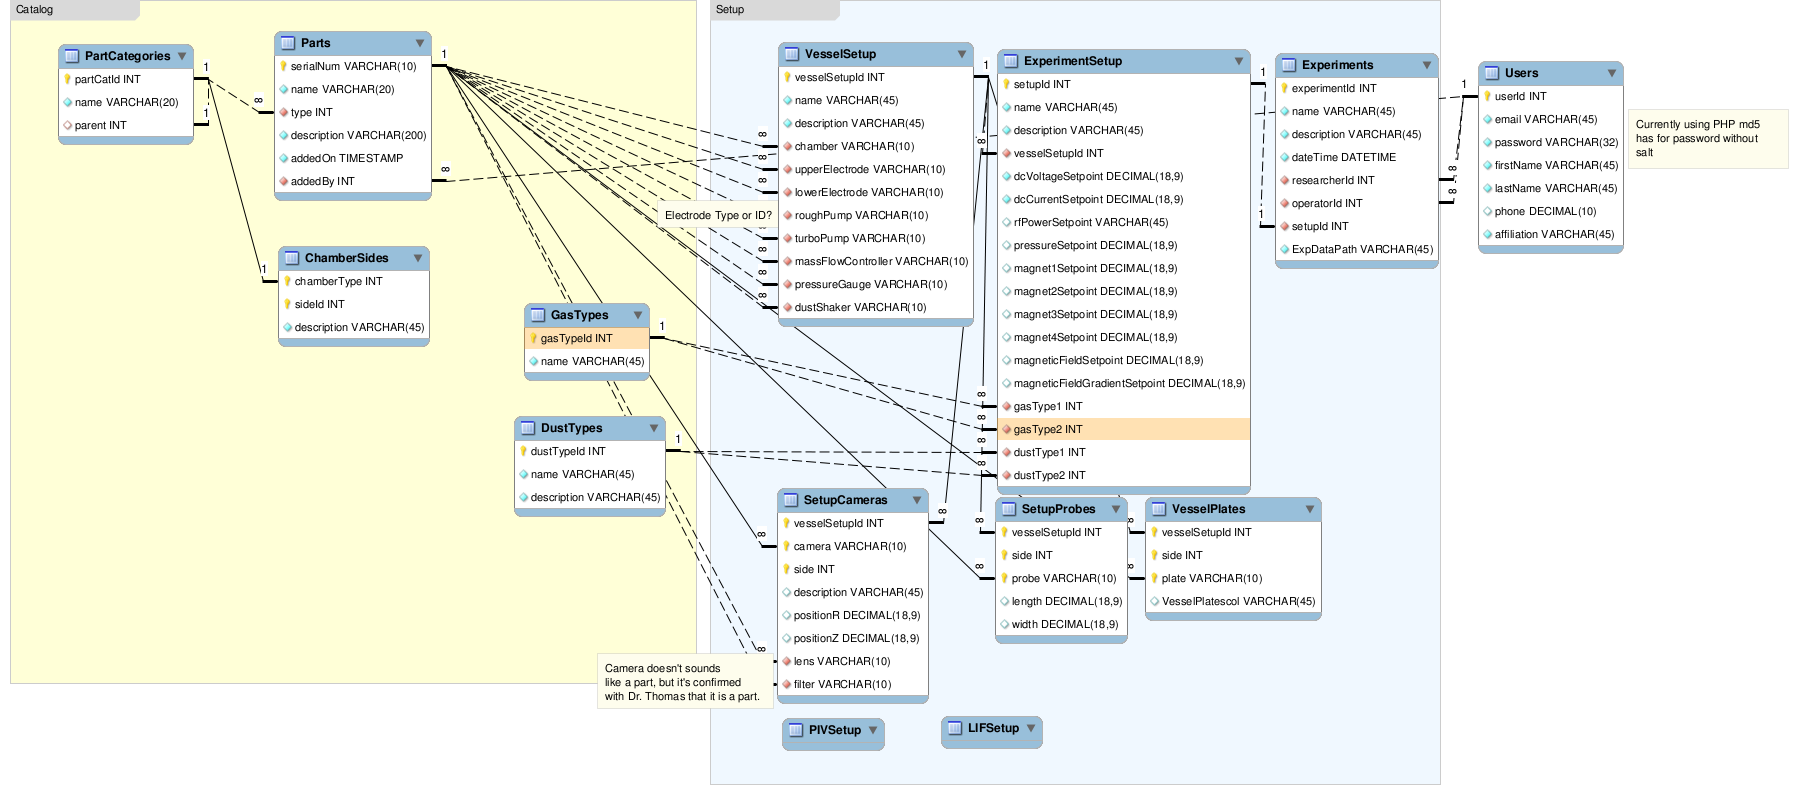 Catalog
PartCategories
partCatId INT
name VARCHAR(20)
parent INT
Parts
serialNum VARCHAR(10)
name VARCHAR(20)
type INT
description VARCHAR(200)
addedOn TIMESTAMP
addedBy INT
ChamberSides
chamberType INT
sideId INT
description VARCHAR(45)
GasTypes
gasTypeId INT
name VARCHAR(45)
DustTypes
dustTypeId INT
name VARCHAR(45)
description VARCHAR(45)
Electrode Type or ID?
Camera doesn't sounds
like a part, but it's confirmed
with Dr. Thomas that it is a part.
Setup
VesselSetup
vesselSetupId INT
name VARCHAR(45)
description VARCHAR(45)
chamber VARCHAR(10)
upperElectrode VARCHAR(10)
lowerElectrode VARCHAR(10)
roughPump VARCHAR(10)
turboPump VARCHAR(10)
massFlowController VARCHAR(10)
pressureGauge VARCHAR(10)
dustShaker VARCHAR(10)
ExperimentSetup
setupId INT
name VARCHAR(45)
description VARCHAR(45)
vesselSetupId INT
dcVoltageSetpoint DECIMAL(18,9)
dcCurrentSetpoint DECIMAL(18,9)
rfPowerSetpoint VARCHAR(45)
pressureSetpoint DECIMAL(18,9)
magnet1Setpoint DECIMAL(18,9)
magnet2Setpoint DECIMAL(18,9)
magnet3Setpoint DECIMAL(18,9)
magnet4Setpoint DECIMAL(18,9)
magneticFieldSetpoint DECIMAL(18,9)
magneticFieldGradientSetpoint DECIMAL(18,9)
gasType1 INT
gasType2 INT
dustType1 INT
dustType2 INT
Experiments
experimentId INT
name VARCHAR(45)
description VARCHAR(45)
dateTime DATETIME
researcherId INT
operatorId INT
setupId INT
ExpDataPath VARCHAR(45)
Users
userId INT
email VARCHAR(45)
password VARCHAR(32)
firstName VARCHAR(45)
lastName VARCHAR(45)
phone DECIMAL(10)
affiliation VARCHAR(45)
Currently using PHP md5
has for password without
salt
SetupCameras
vesselSetupId INT
camera VARCHAR(10)
side INT
description VARCHAR(45)
positionR DECIMAL(18,9)
positionZ DECIMAL(18,9)
lens VARCHAR(10)
filter VARCHAR(10)
SetupProbes
vesselSetupId INT
side INT
probe VARCHAR(10)
length DECIMAL(18,9)
width DECIMAL(18,9)
VesselPlates
vesselSetupId INT
side INT
plate VARCHAR(10)
VesselPlatescol VARCHAR(45)
PIVSetup
LIFSetup